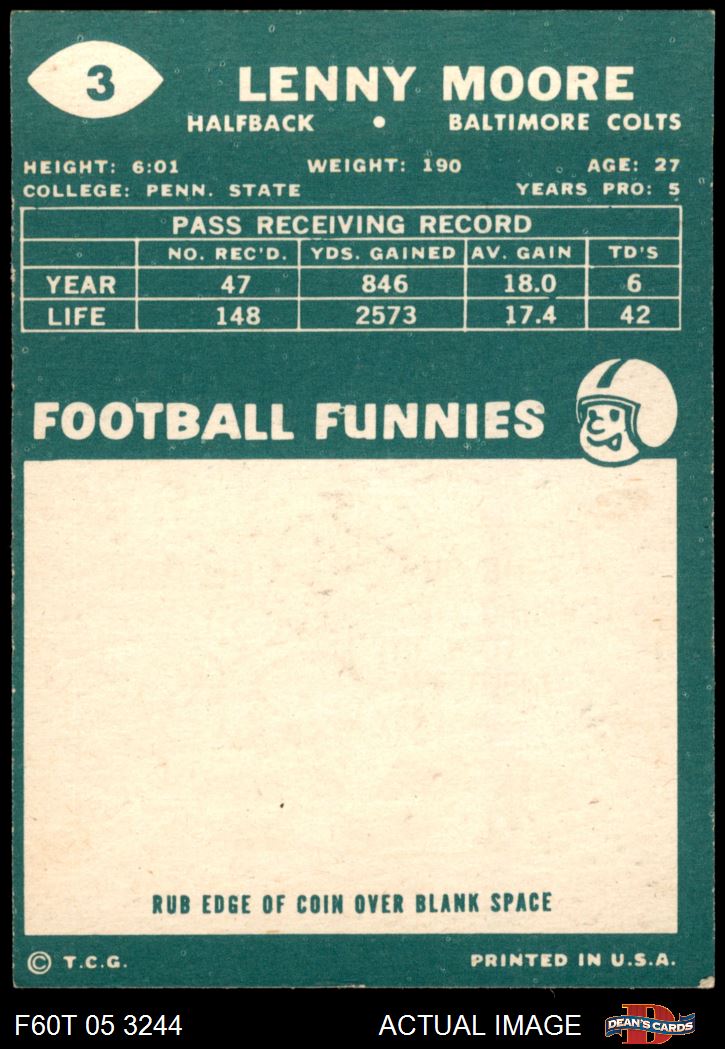 3
LENNY MOORE
HALFBACK • BALTIMORE COLTS
HEIGHT: 6:01 WEIGHT: 190 AGE: 27
COLLEGE: PENN. STATE YEARS PRO: 5
PASS RECEIVING RECORD
NO. REC'D. YDS. GAINED AV. GAIN TD'S
YEAR 47 846 18.0 6
LIFE 148 2573 17.4 42
FOOTBALL FUNNIES
RUB EDGE OF COIN OVER BLANK SPACE
© T.C.G. PRINTED IN U.S.A.
F60T 05 3244 ACTUAL IMAGE D DEAN'S CARDS